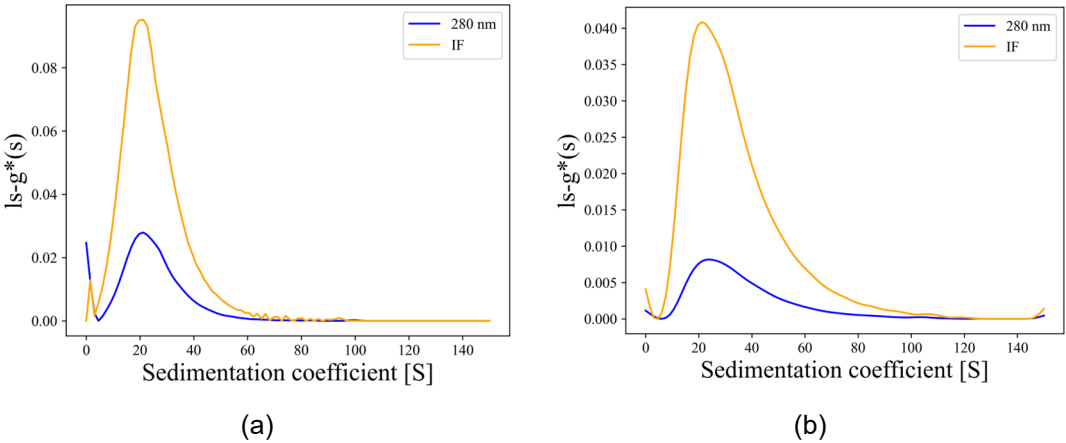 280 nm
IF
0.08
0.06
0.04
0.02
0.00
ls-g*(s)
0 20 40 60 80 100 120 140
Sedimentation coefficient [S]
(a)
280 nm
IF
0.040
0.035
0.030
0.025
0.020
0.015
0.010
0.005
0.000
ls-g*(s)
0 20 40 60 80 100 120 140
Sedimentation coefficient [S]
(b)